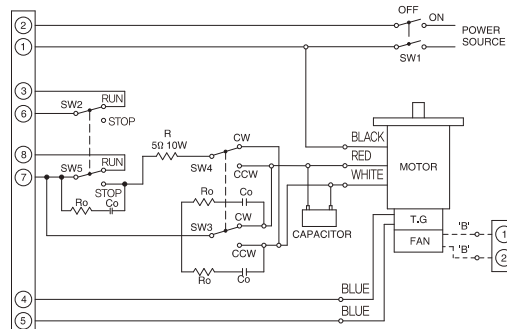 OFF
ON
POWER
SOURCE
SW1
2
1
3
6
8
7
4
5
RUN
SW2
STOP
RUN
SW5
STOP
Ro
Co
R
5Ω 10W
CW
SW4
CCW
Ro
Co
CW
SW3
CCW
Ro
Co
BLACK
RED
WHITE
CAPACITOR
MOTOR
T.G
FAN
'B'
'B'
1
2
BLUE
BLUE